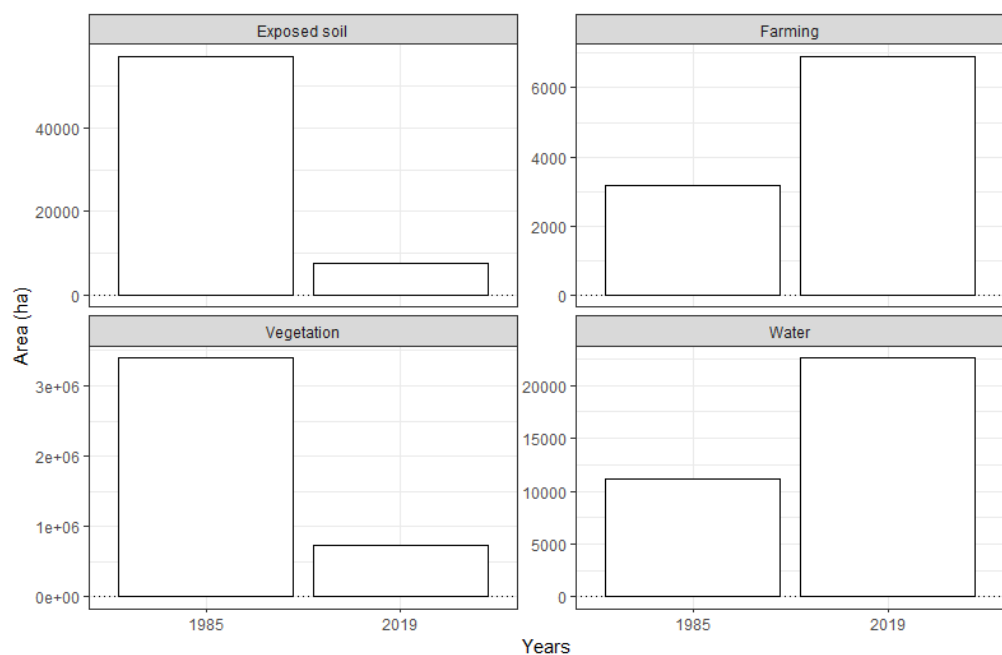 Exposed soil
Farming
40000
20000
0
6000
4000
2000
0
Area (ha)
Vegetation
Water
3e+06
2e+06
1e+06
0e+00
20000
15000
10000
5000
0
1985
2019
1985
2019
Years